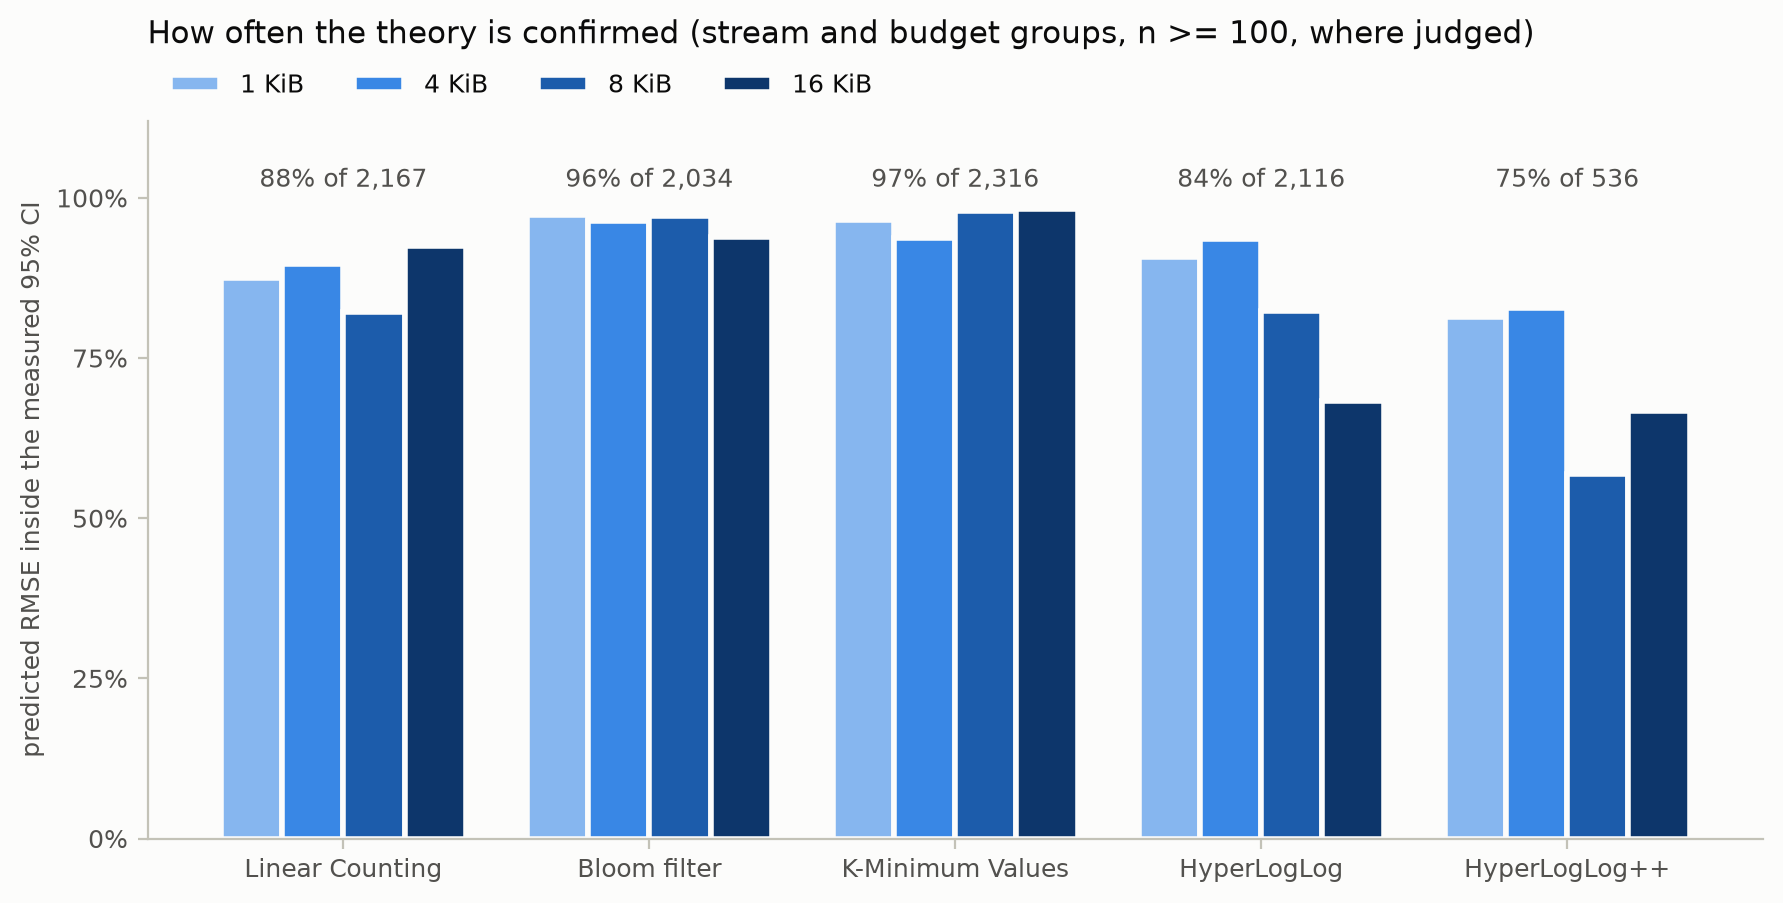 How often the theory is confirmed (stream and budget groups, n >= 100, where judged)
1 KiB 4 KiB 8 KiB 16 KiB
predicted RMSE inside the measured 95% CI
88% of 2,167 96% of 2,034 97% of 2,316 84% of 2,116 75% of 536
100%
75%
50%
25%
0%
Linear Counting Bloom filter K-Minimum Values HyperLogLog HyperLogLog++